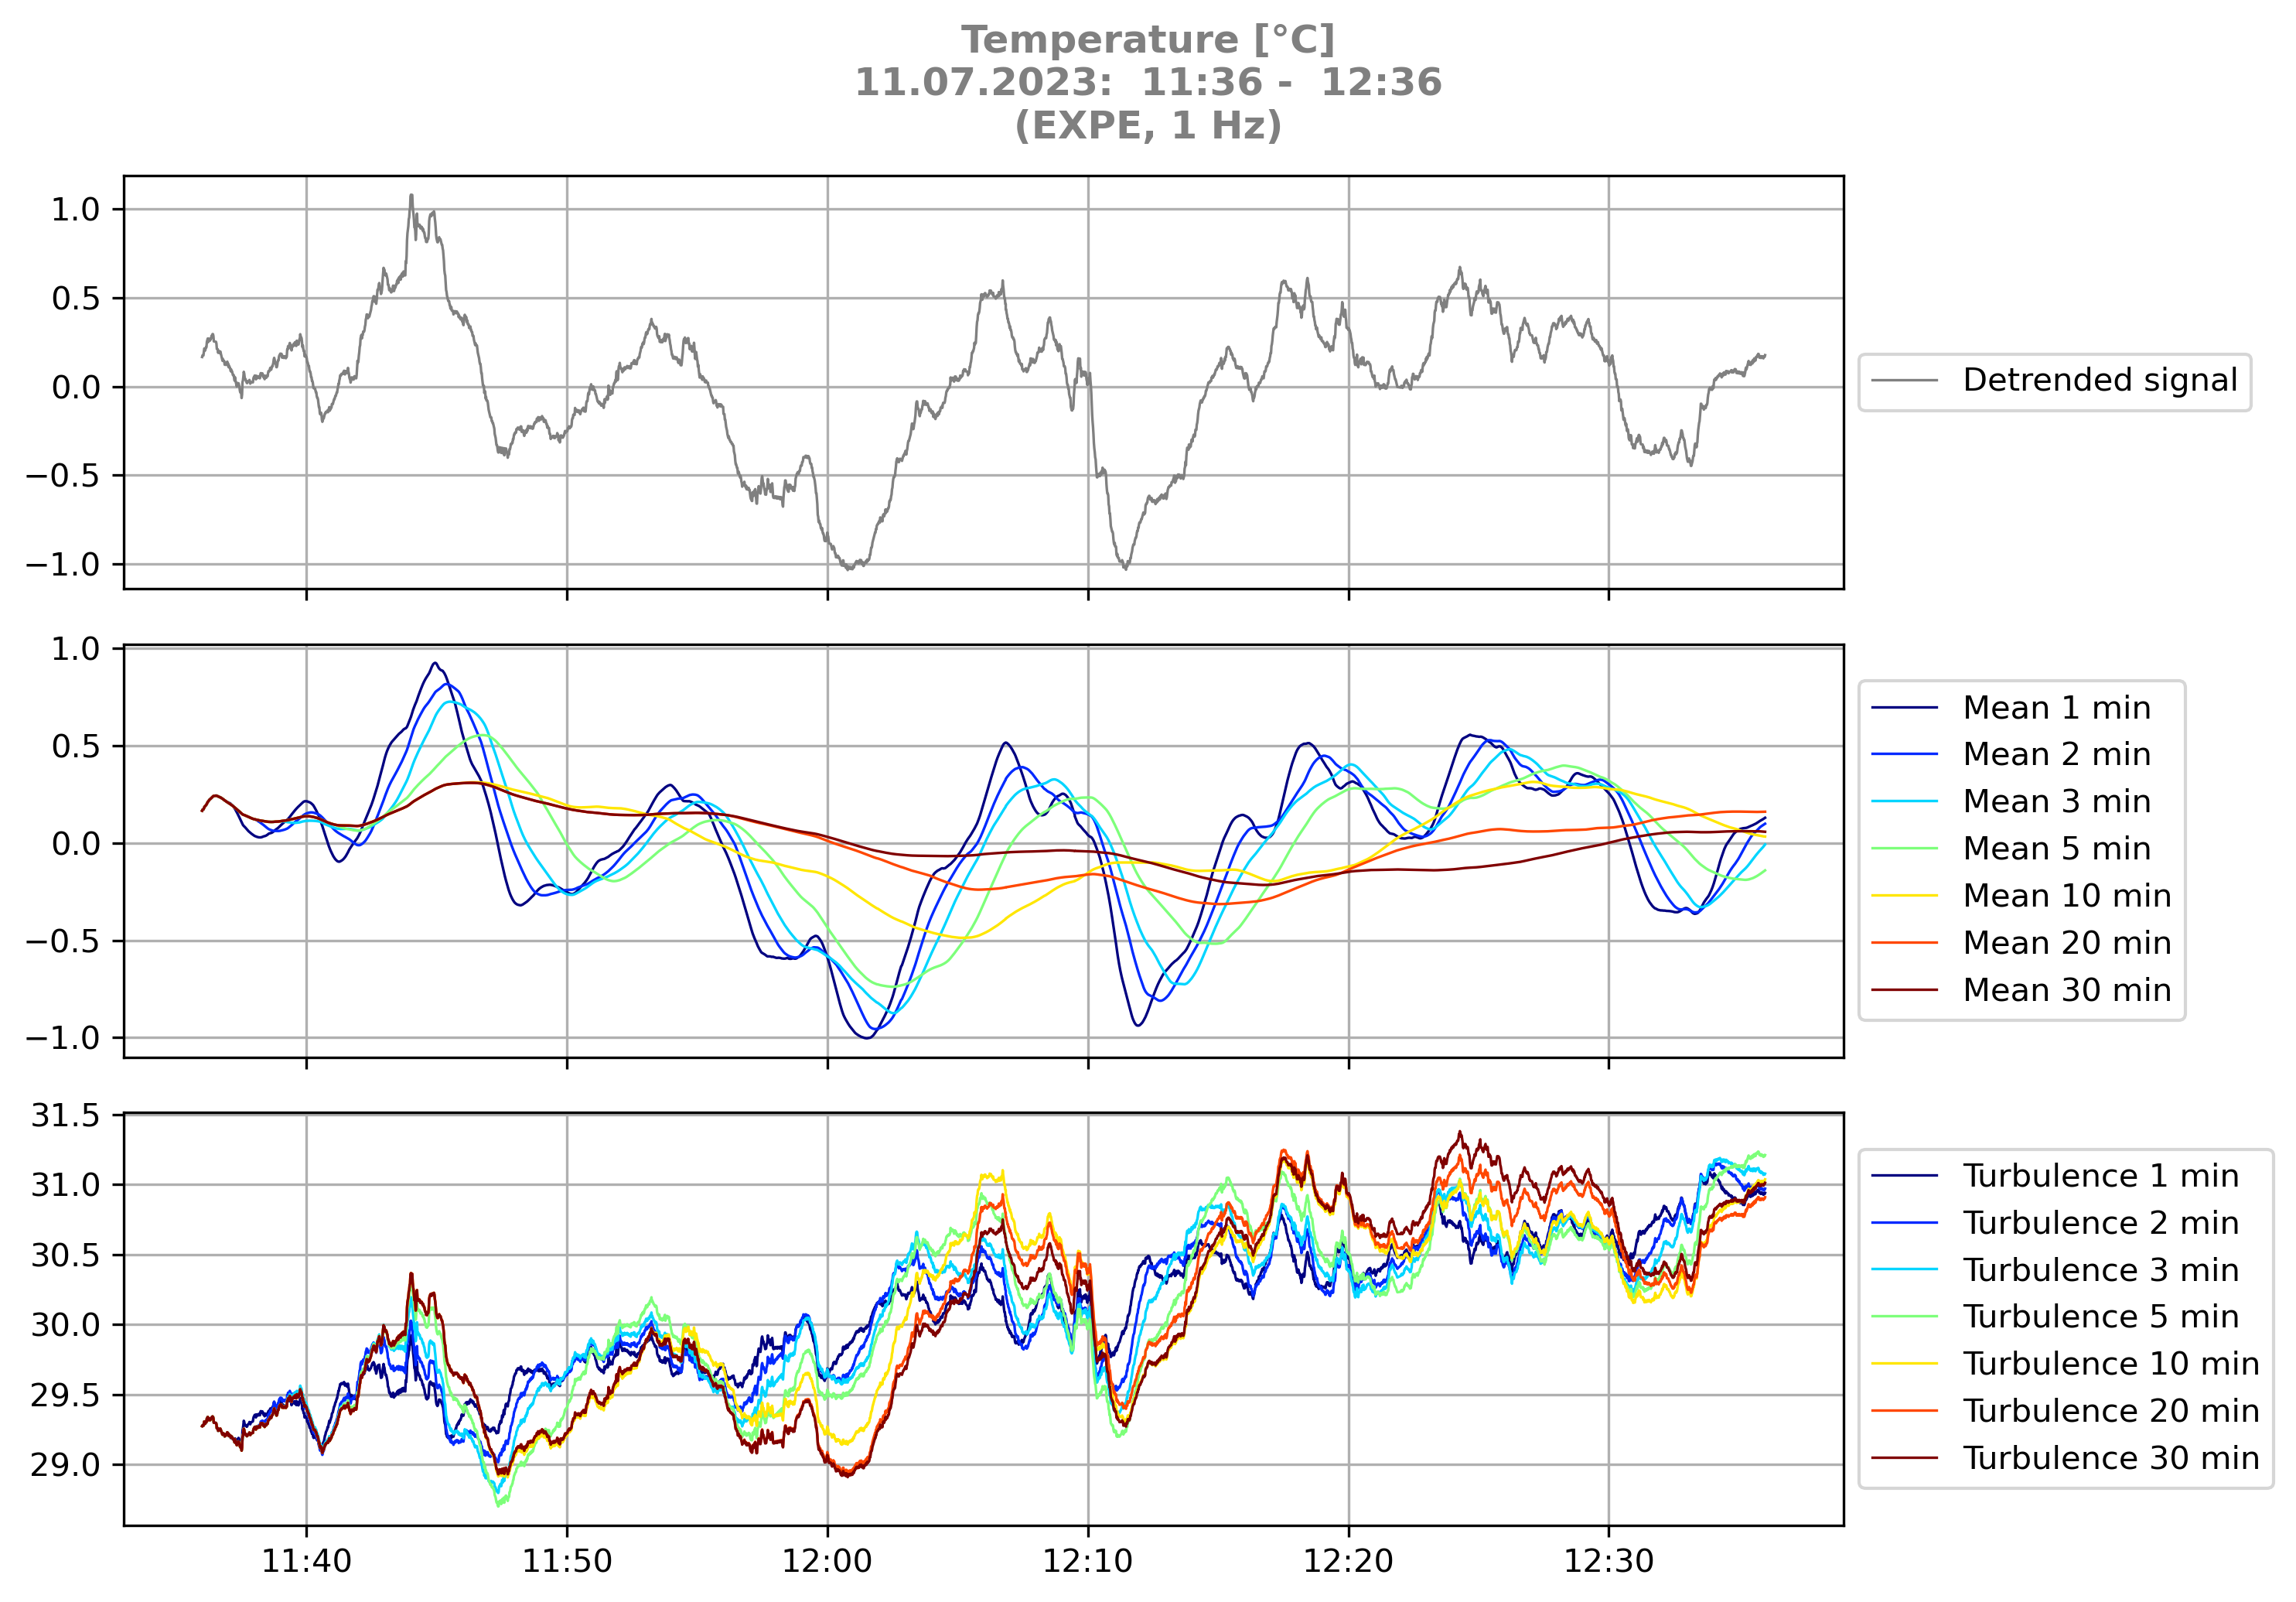 Temperature [°C]
11.07.2023:  11:36 -  12:36
(EXPE, 1 Hz)
1.0
0.5
0.0
−0.5
−1.0
Detrended signal
1.0
0.5
0.0
−0.5
−1.0
Mean 1 min
Mean 2 min
Mean 3 min
Mean 5 min
Mean 10 min
Mean 20 min
Mean 30 min
31.5
31.0
30.5
30.0
29.5
29.0
Turbulence 1 min
Turbulence 2 min
Turbulence 3 min
Turbulence 5 min
Turbulence 10 min
Turbulence 20 min
Turbulence 30 min
11:40 11:50 12:00 12:10 12:20 12:30